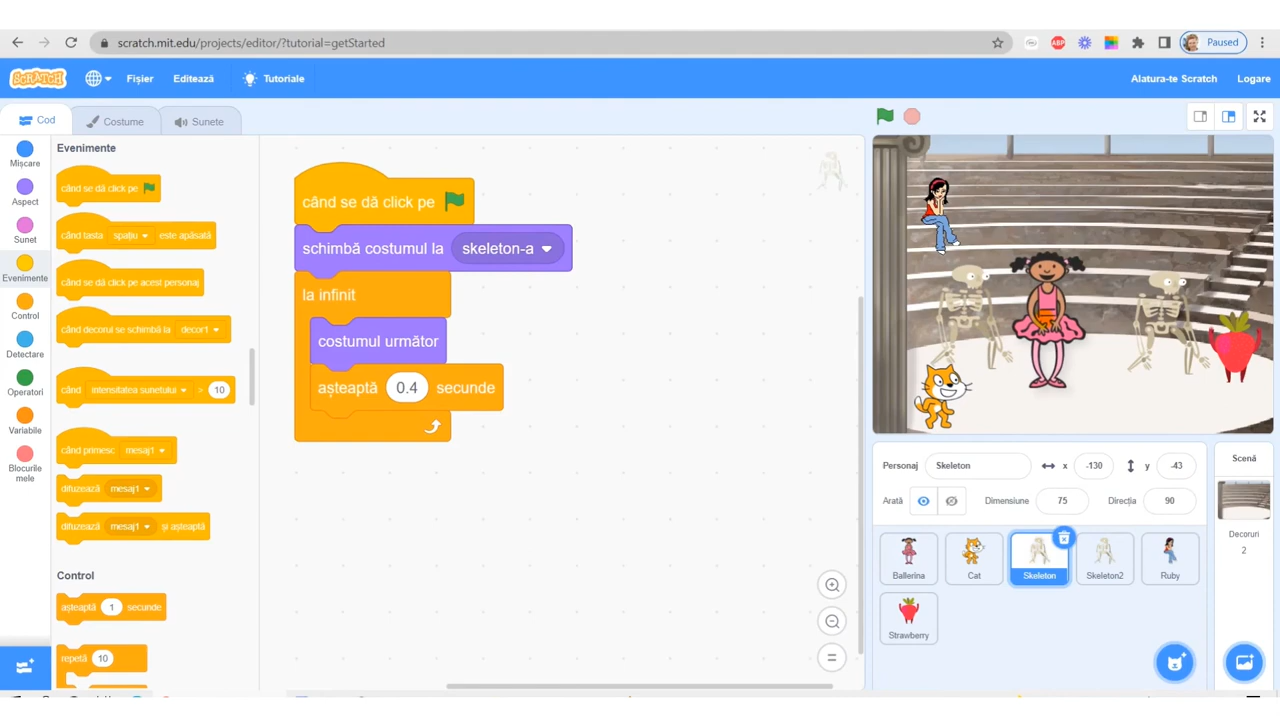 scratch.mit.edu/projects/editor/?tutorial=getStarted
ABP
Paused
SCRATCH
Fișier
Editează
Tutoriale
Alatura-te Scratch
Logare
Cod
Costume
Sunete
Mișcare
Aspect
Sunet
Evenimente
Control
Detectare
Operatori
Variabile
Blocurile
mele
Evenimente
când se dă click pe
când tasta spațiu este apăsată
când se dă click pe acest personaj
când decorul se schimbă la decor1
când intensitatea sunetului > 10
când primesc mesaj1
difuzează mesaj1
difuzează mesaj1 și așteaptă
Control
așteaptă 1 secunde
repetă 10
când se dă click pe
schimbă costumul la skeleton-a
la infinit
costumul următor
așteaptă 0.4 secunde
Personaj Skeleton x -130 y -43
Arată Dimensiune 75 Direcția 90
Ballerina
Cat
Skeleton
Skeleton2
Ruby
Strawberry
Scenă
Decoruri
2